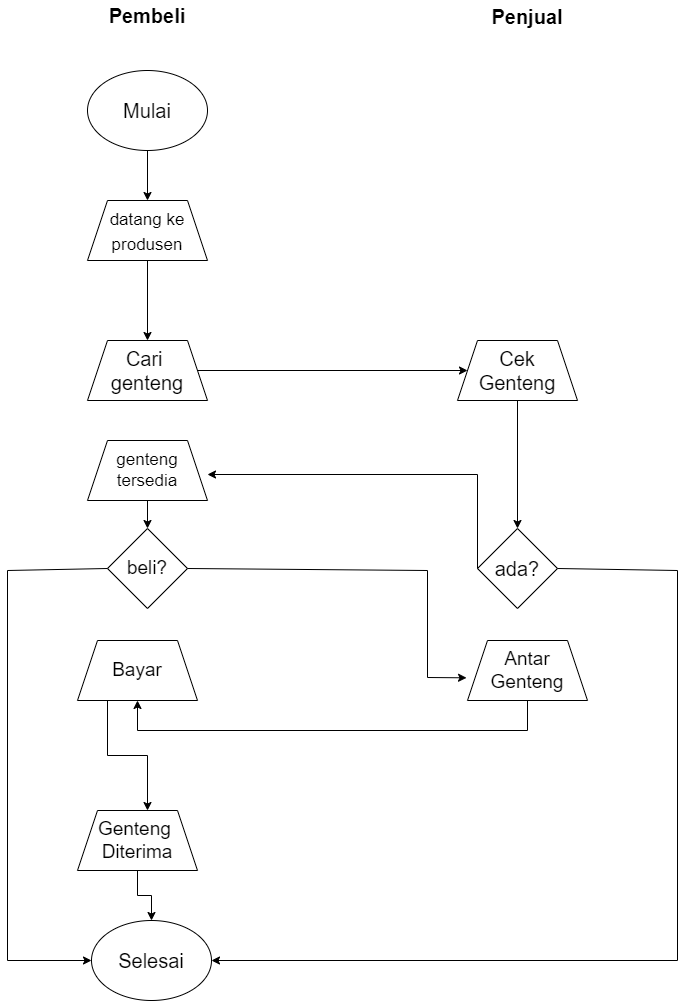 Pembeli
Penjual
Mulai
datang ke
produsen
Cari
genteng
Cek
Genteng
genteng
tersedia
beli?
ada?
Bayar
Antar
Genteng
Genteng
Diterima
Selesai